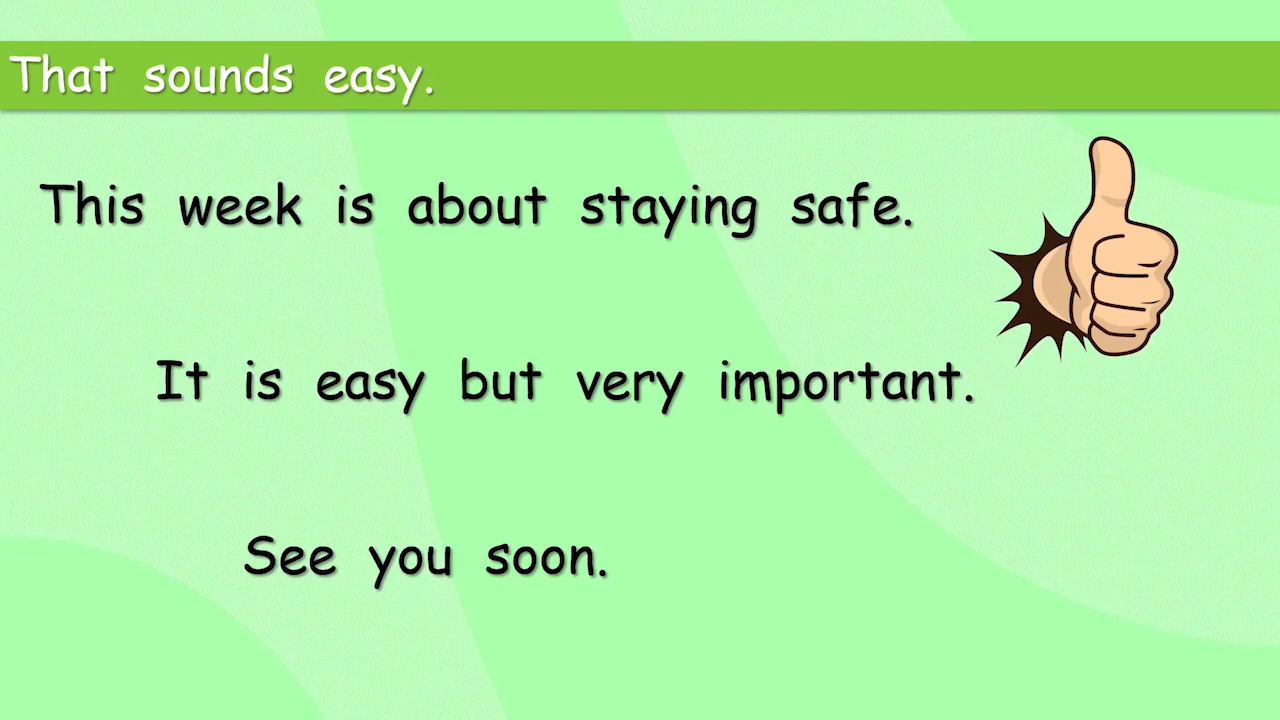 That sounds easy.
This week is about staying safe.
It is easy but very important.
See you soon.